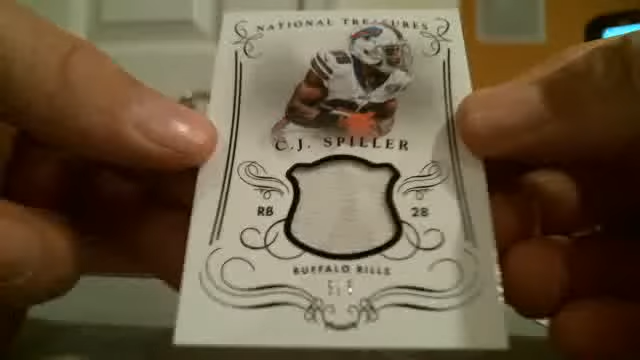 NATIONAL TREASURES
C.J. SPILLER
RB 28
BUFFALO BILLS